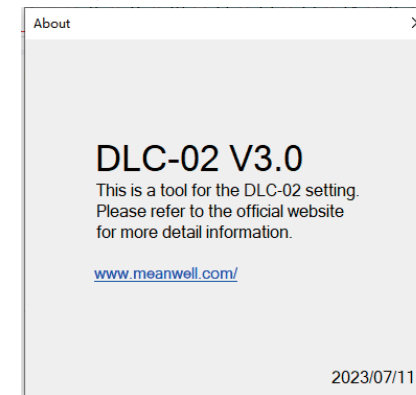 About
DLC-02 V3.0
This is a tool for the DLC-02 setting.
Please refer to the official website
for more detail information.
www.meanwell.com/
2023/07/11